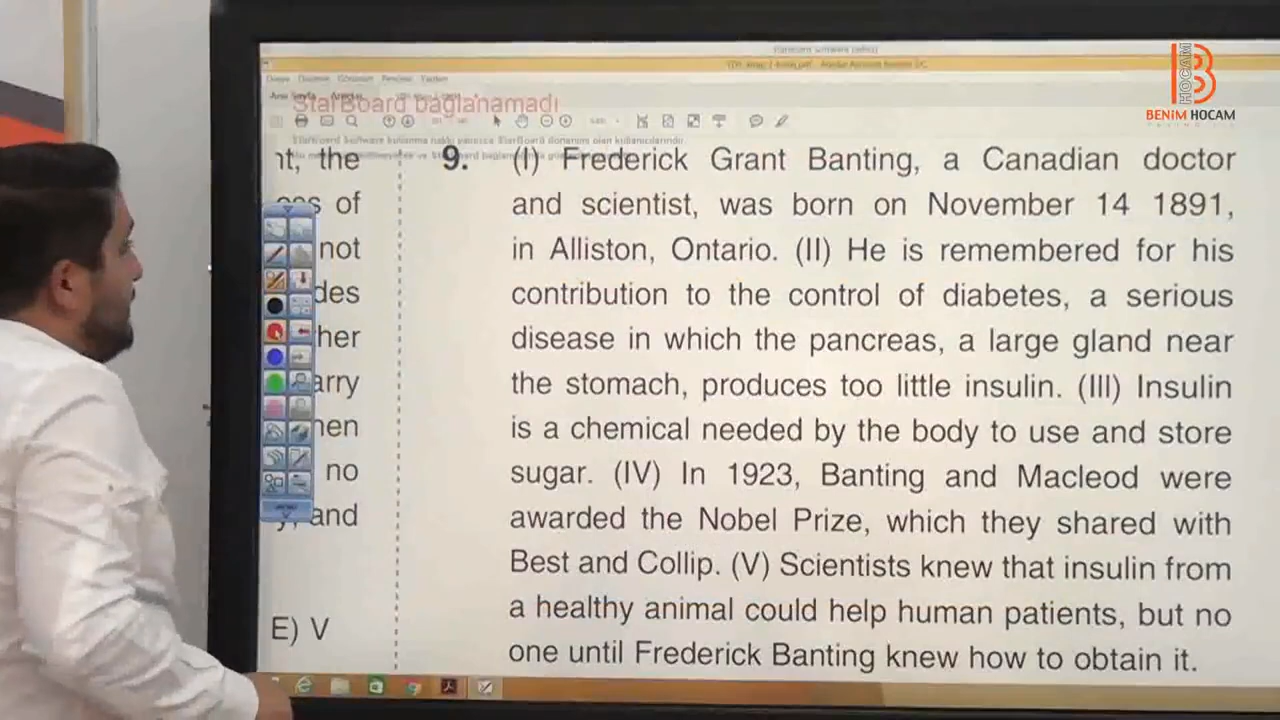 BENiM HOCAM
HOCAM
StarBoard bağlanamadı
nt, the
of
not
des
her
arry
hen
no
and
E) V
9. (I) Frederick Grant Banting, a Canadian doctor
and scientist, was born on November 14 1891,
in Alliston, Ontario. (II) He is remembered for his
contribution to the control of diabetes, a serious
disease in which the pancreas, a large gland near
the stomach, produces too little insulin. (III) Insulin
is a chemical needed by the body to use and store
sugar. (IV) In 1923, Banting and Macleod were
awarded the Nobel Prize, which they shared with
Best and Collip. (V) Scientists knew that insulin from
a healthy animal could help human patients, but no
one until Frederick Banting knew how to obtain it.